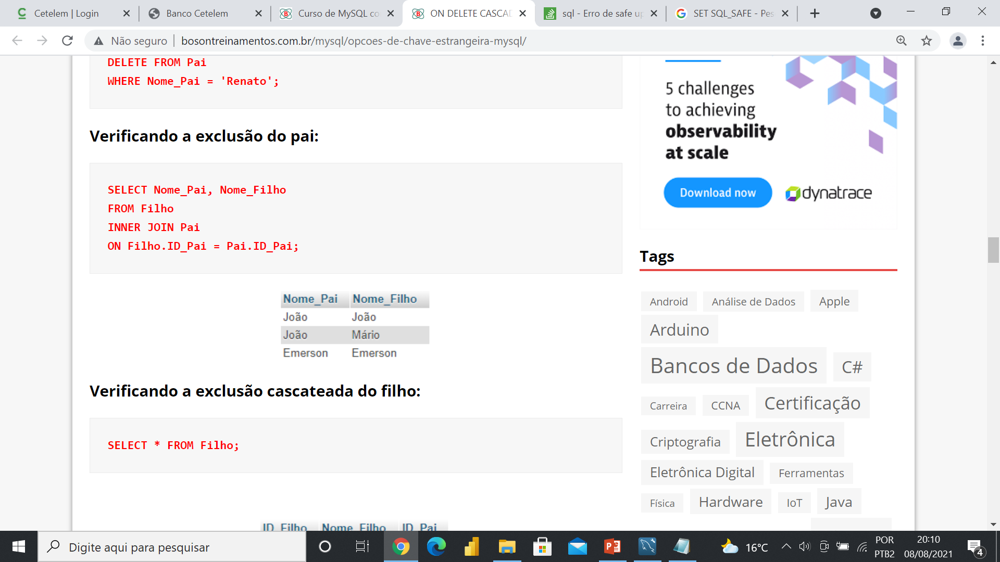 Cetelem | Login
Banco Cetelem
Curso de MySQL co
ON DELETE CASCAD
sql - Erro de safe up
SET SQL_SAFE - Pes
Não seguro
bosontreinamentos.com.br/mysql/opcoes-de-chave-estrangeira-mysql/
DELETE FROM Pai
WHERE Nome_Pai = 'Renato';
Verificando a exclusão do pai:
SELECT Nome_Pai, Nome_Filho
FROM Filho
INNER JOIN Pai
ON Filho.ID_Pai = Pai.ID_Pai;
Nome_Pai Nome_Filho
João João
João Mário
Emerson Emerson
Verificando a exclusão cascateada do filho:
SELECT * FROM Filho;
ID_Filho Nome_Filho ID_Pai
5 challenges
to achieving
observability
at scale
Download now
dynatrace
Tags
Android Análise de Dados Apple
Arduino
Bancos de Dados C#
Carreira CCNA Certificação
Criptografia Eletrônica
Eletrônica Digital Ferramentas
Física Hardware IoT Java
Digite aqui para pesquisar
16°C
POR
PTB2
20:10
08/08/2021
4